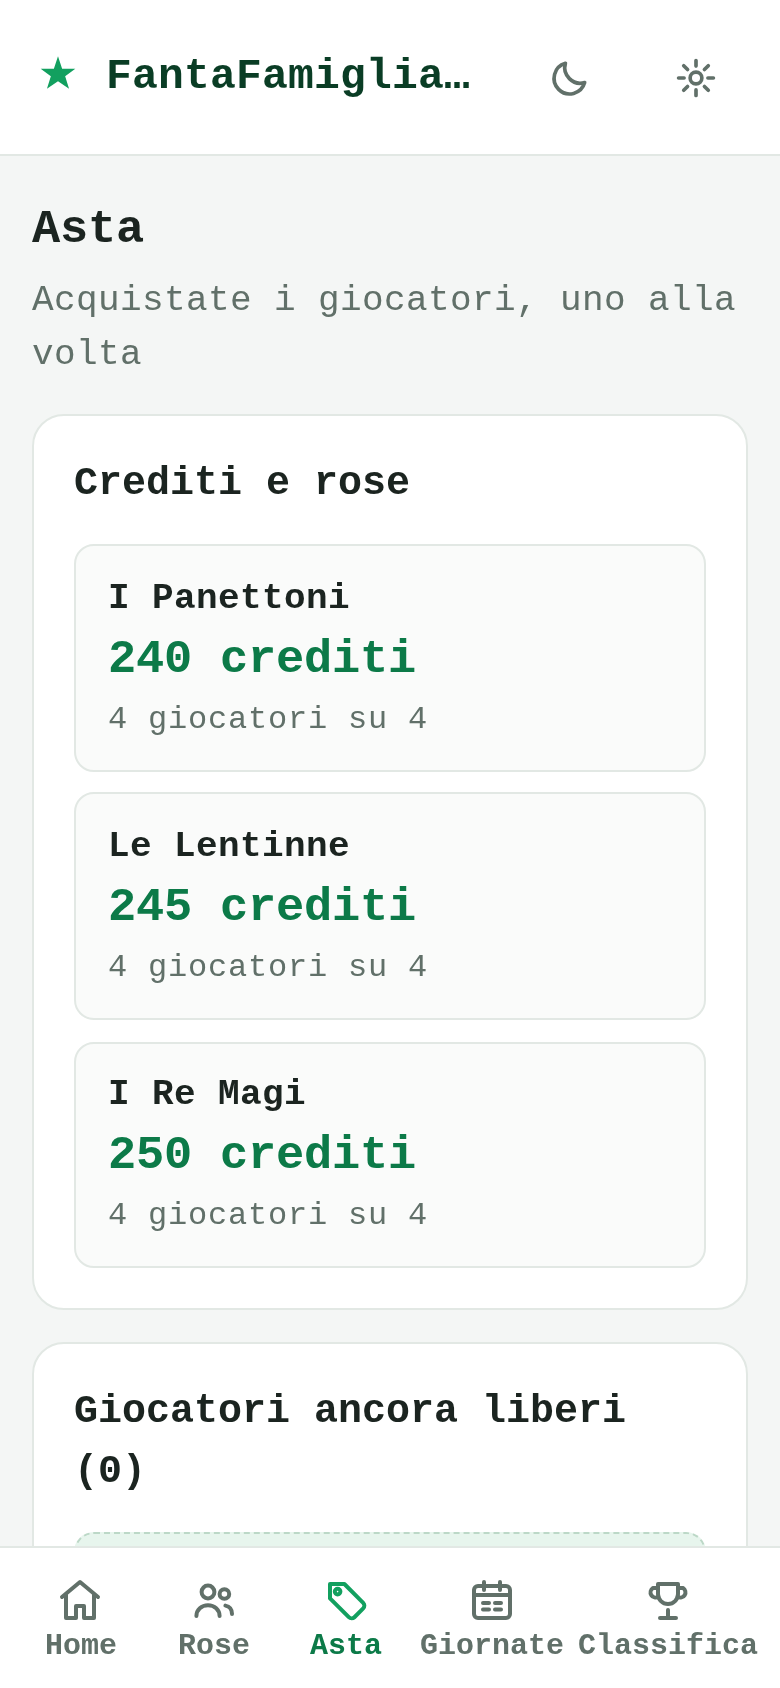 FantaFamiglia…
Asta
Acquistate i giocatori, uno alla
volta
Crediti e rose
I Panettoni
240 crediti
4 giocatori su 4
Le Lentinne
245 crediti
4 giocatori su 4
I Re Magi
250 crediti
4 giocatori su 4
Giocatori ancora liberi
(0)
Home
Rose
Asta
Giornate
Classifica